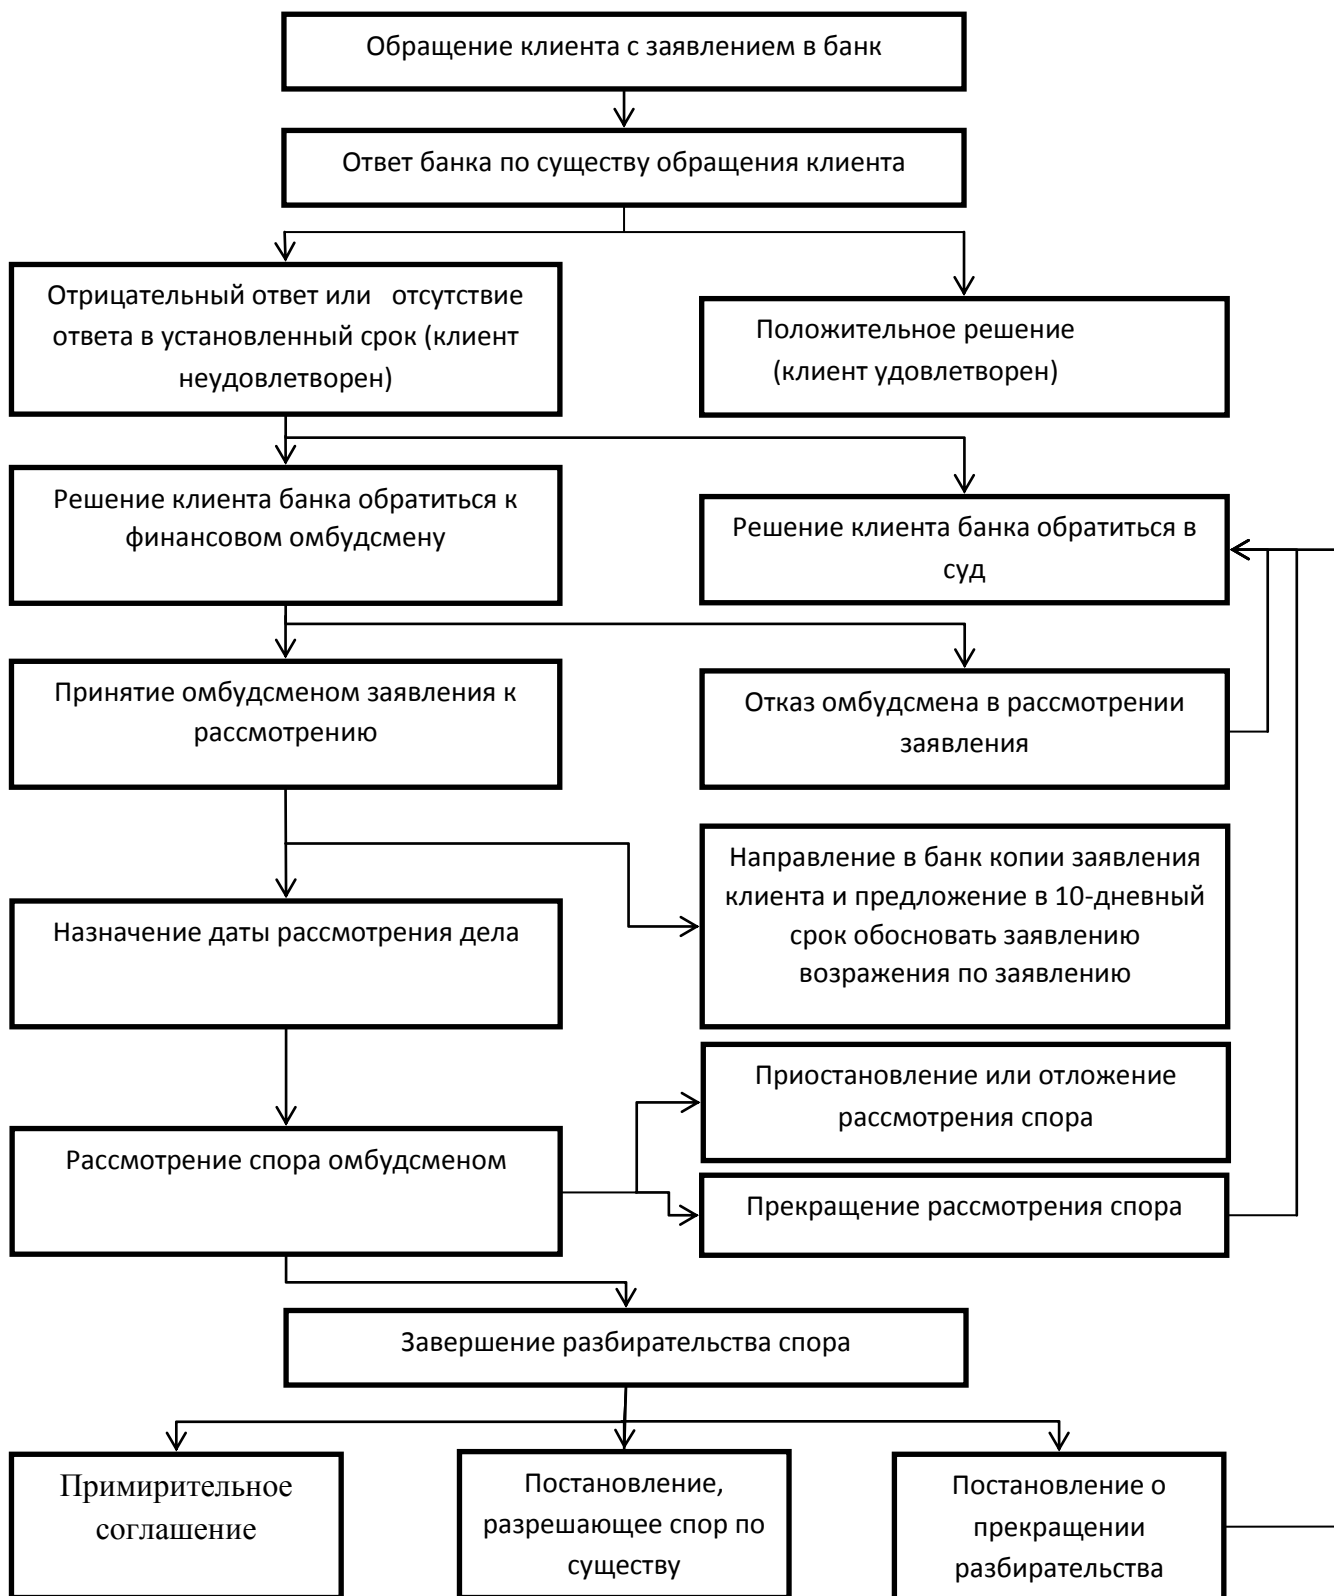 Обращение клиента с заявлением в банк
Ответ банка по существу обращения клиента
Отрицательный ответ или отсутствие
ответа в установленный срок (клиент
неудовлетворен)
Положительное решение
(клиент удовлетворен)
Решение клиента банка обратиться к
финансовом омбудсмену
Решение клиента банка обратиться в
суд
Принятие омбудсменом заявления к
рассмотрению
Отказ омбудсмена в рассмотрении
заявления
Направление в банк копии заявления
клиента и предложение в 10-дневный
срок обосновать заявлению
возражения по заявлению
Назначение даты рассмотрения дела
Приостановление или отложение
рассмотрения спора
Рассмотрение спора омбудсменом
Прекращение рассмотрения спора
Завершение разбирательства спора
Примирительное
соглашение
Постановление,
разрешающее спор по
существу
Постановление о
прекращении
разбирательства